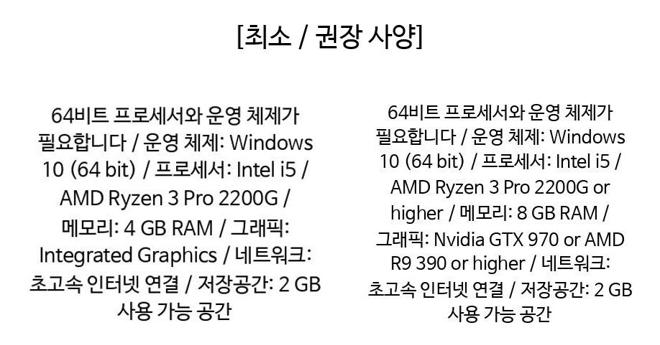 [최소 / 권장 사양]
64비트 프로세서와 운영 체제가
필요합니다 / 운영 체제: Windows
10 (64 bit) / 프로세서: Intel i5 /
AMD Ryzen 3 Pro 2200G /
메모리: 4 GB RAM / 그래픽:
Integrated Graphics / 네트워크:
초고속 인터넷 연결 / 저장공간: 2 GB
사용 가능 공간
64비트 프로세서와 운영 체제가
필요합니다 / 운영 체제: Windows
10 (64 bit) / 프로세서: Intel i5 /
AMD Ryzen 3 Pro 2200G or
higher / 메모리: 8 GB RAM /
그래픽: Nvidia GTX 970 or AMD
R9 390 or higher / 네트워크:
초고속 인터넷 연결 / 저장공간: 2 GB
사용 가능 공간